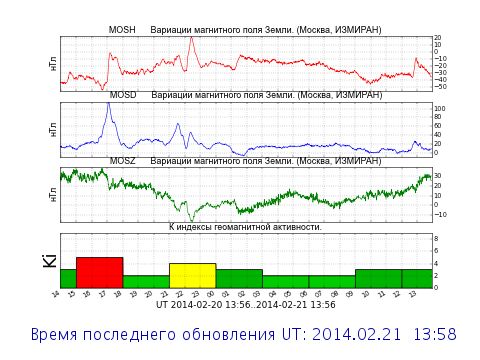 MOSH Вариации магнитного поля Земли. (Москва, ИЗМИРАН)
нТл
20
10
0
−10
−20
−30
−40
−50
MOSD Вариации магнитного поля Земли. (Москва, ИЗМИРАН)
нТл
100
80
60
40
20
0
MOSZ Вариации магнитного поля Земли. (Москва, ИЗМИРАН)
нТл
30
20
10
0
−10
К индексы геомагнитной активности.
Ki
8
6
4
2
0
14 15 16 17 18 19 20 21 22 23 00 01 02 03 04 05 06 07 08 09 10 11 12 13
UT 2014-02-20 13:56..2014-02-21 13:56
Время последнего обновления UT: 2014.02.21 13:58